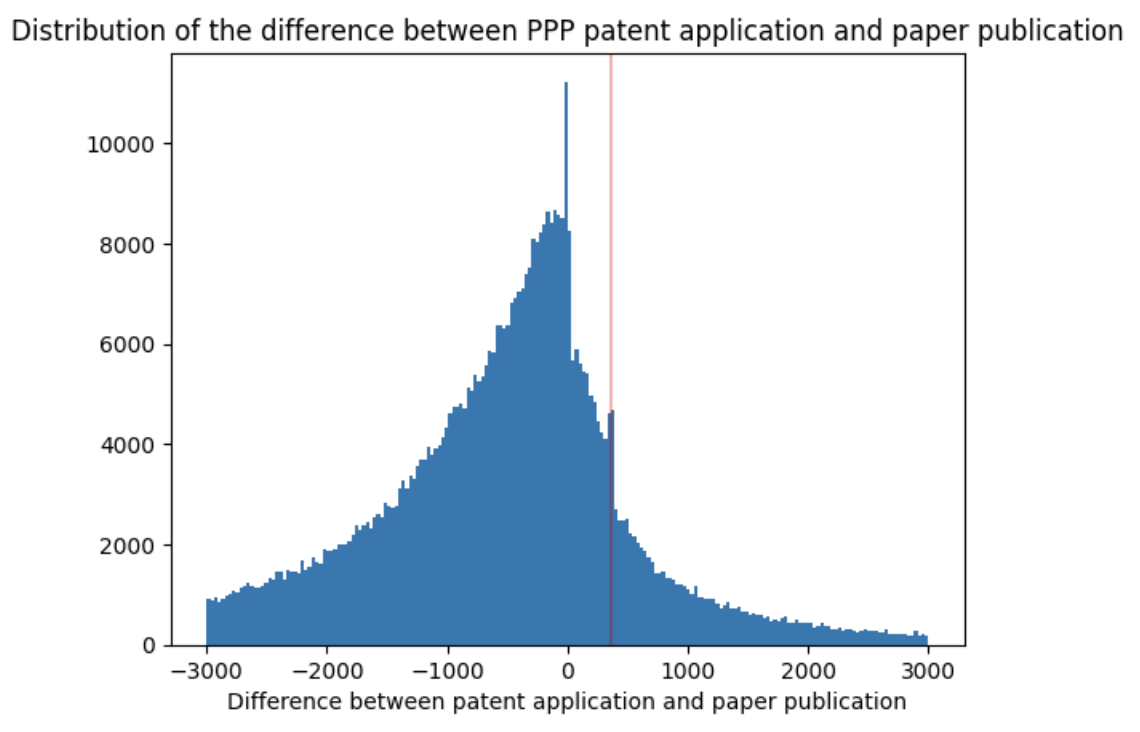 Distribution of the difference between PPP patent application and paper publication
10000
8000
6000
4000
2000
0
−3000 −2000 −1000 0 1000 2000 3000
Difference between patent application and paper publication